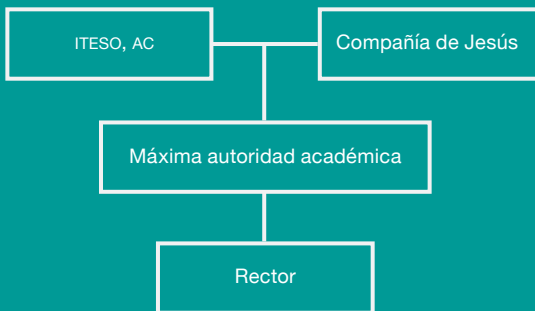 ITESO, AC
Compañía de Jesús
Máxima autoridad académica
Rector